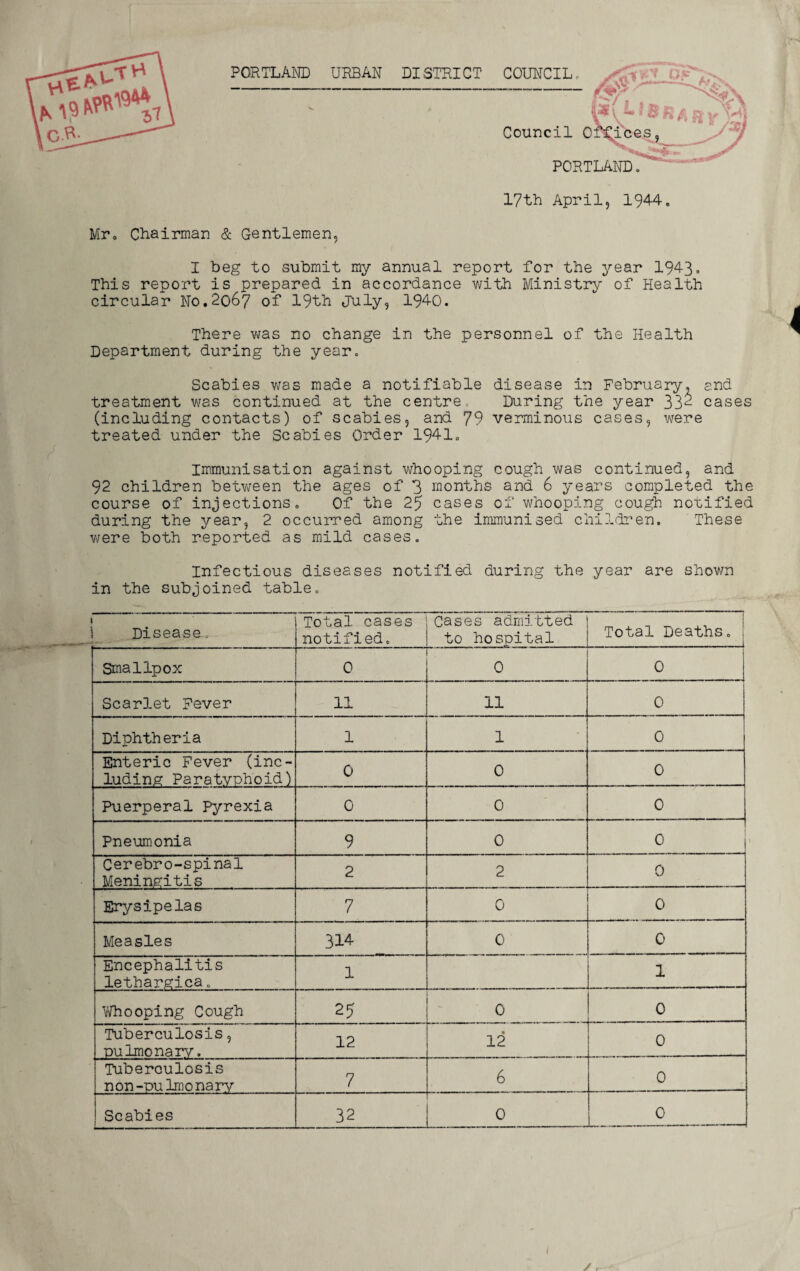 HEALTH
A 19 APR 1944 37
C.R.
PORTLAND URBAN DISTRICT COUNCIL.
LIBRARY
Council Offices,
PORTLAND.
17th April, 1944.
Mr. Chairman & Gentlemen,
I beg to submit my annual report for the year 1943.
This report is prepared in accordance with Ministry of Health
circular No.2067 of 19th July, 1940.
There was no change in the personnel of the Health
Department during the year.
Scabies was made a notifiable disease in February, and
treatment was continued at the centre. During the year 332 cases
(including contacts) of scabies, and 79 verminous cases, were
treated under the Scabies Order 1941.
Immunisation against whooping cough was continued, and
92 children between the ages of 3 months and 6 years completed the
course of injections. Of the 25 cases of whooping cough notified
during the year, 2 occurred among the immunised children. These
were both reported as mild cases.
Infectious diseases notified during the year are shown
in the subjoined table.
Disease. Total cases notified. Cases admitted to hospital Total Deaths.
Smallpox 0 0 0
Scarlet Fever 11 11 0
Diphtheria 1 1 0
Enteric Fever (inc-
luding Paratyphoid) 0 0 0
Puerperal Pyrexia 0 0 0
Pneumonia 9 0 0
Cerebro-spinal
Meningitis 2 2 0
Erysipelas 7 0 0
Measles 314 0 0
Encephalitis
lethargica. 1 1
Whooping Cough 25 0 0
Tuberculosis,
pulmonary. 12 12 0
Tuberculosis
non-pulmonary 7 6 0
Scabies 32 0 0